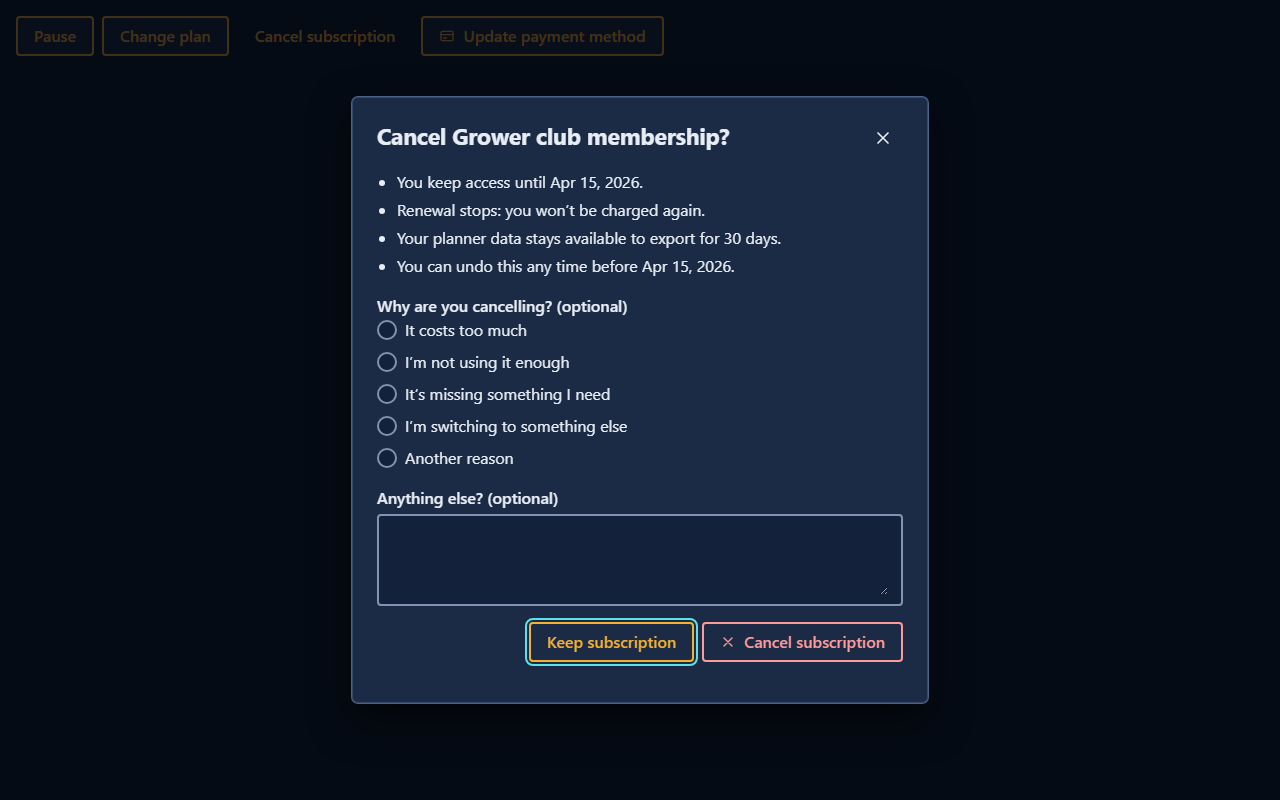 Pause
Change plan
Cancel subscription
Update payment method
Cancel Grower club membership?
You keep access until Apr 15, 2026.
Renewal stops: you won’t be charged again.
Your planner data stays available to export for 30 days.
You can undo this any time before Apr 15, 2026.
Why are you cancelling? (optional)
It costs too much
I’m not using it enough
It’s missing something I need
I’m switching to something else
Another reason
Anything else? (optional)
Keep subscription
Cancel subscription